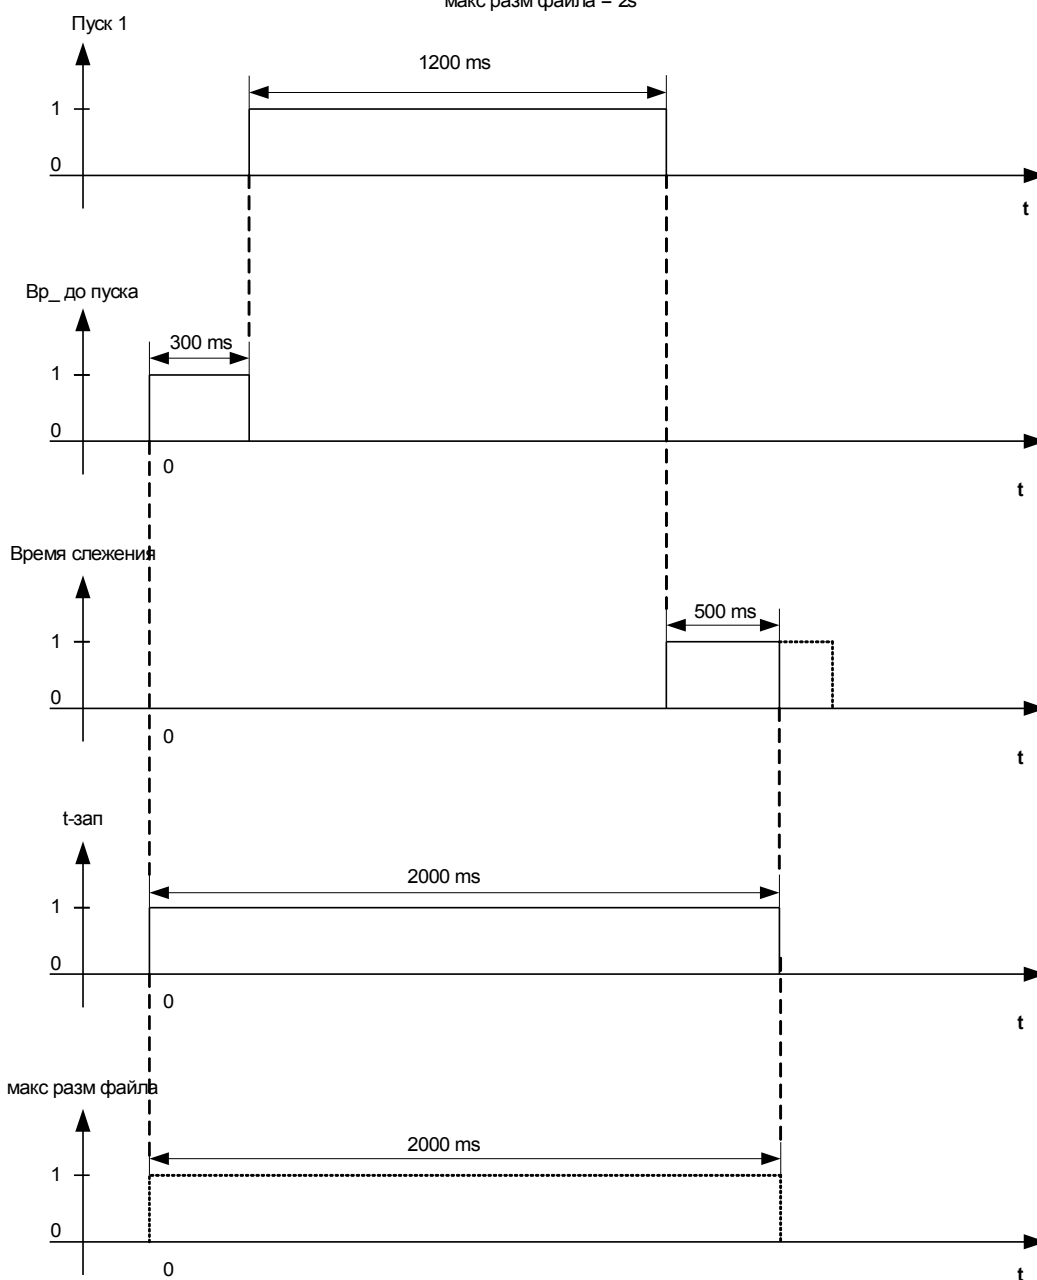 макс разм файла = 2s
Пуск 1
1200 ms
1
0
t
Вр_ до пуска
300 ms
1
0
0
t
Время слежения
500 ms
1
0
0
t
t-зап
2000 ms
1
0
0
t
макс разм файла
2000 ms
1
0
0
t